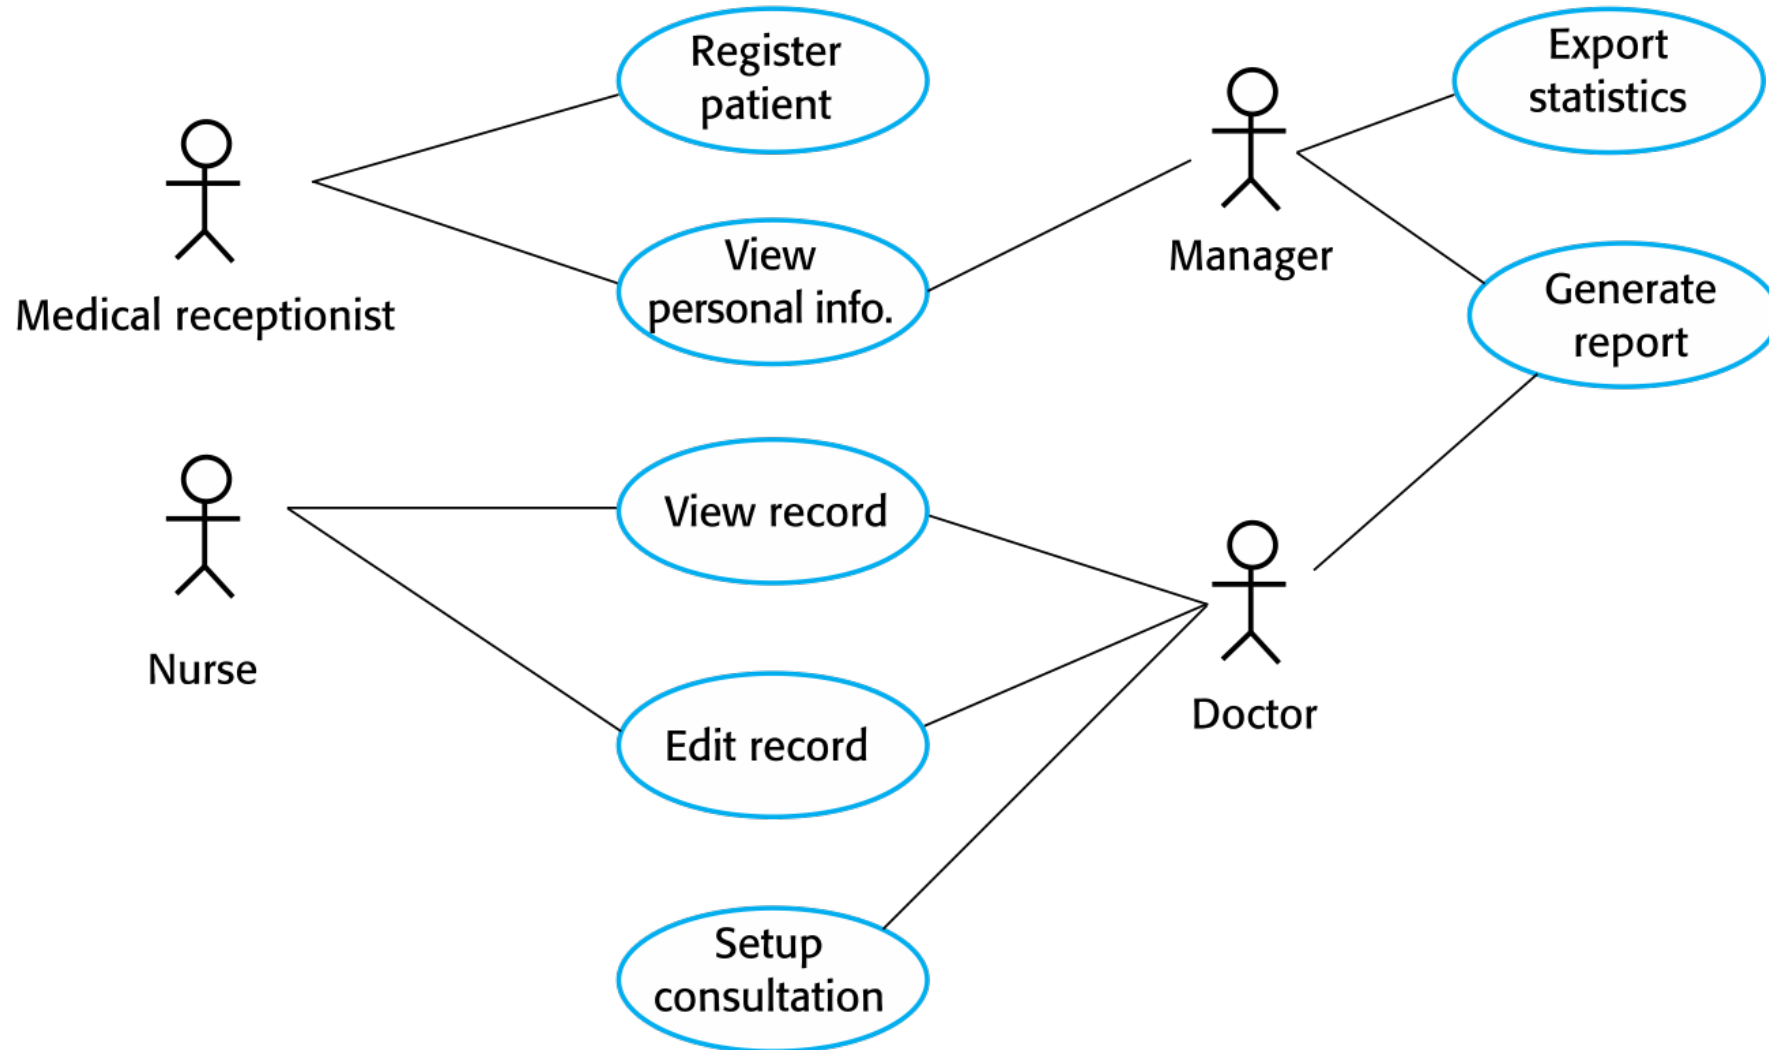 Register
patient
Export
statistics
Medical receptionist
View
personal info.
Manager
Generate
report
Nurse
View record
Edit record
Doctor
Setup
consultation